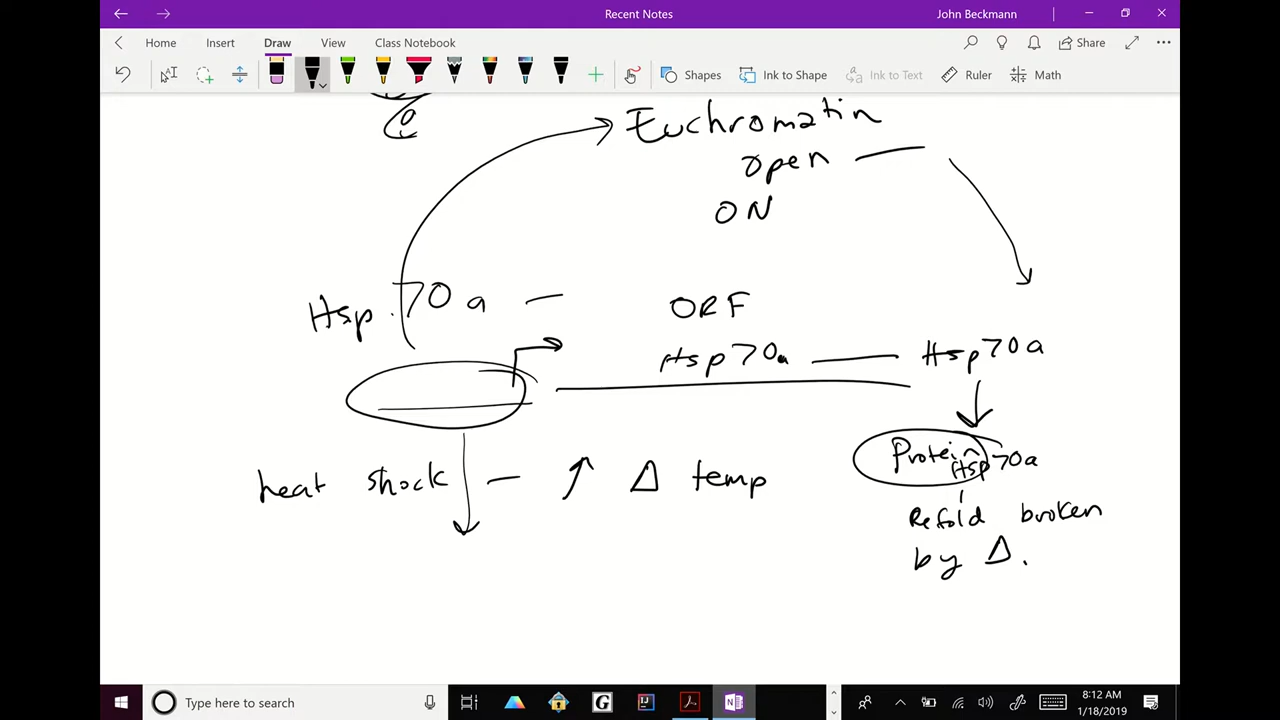 Recent Notes
John Beckmann
Home Insert Draw View Class Notebook
Share
Shapes Ink to Shape Ink to Text Ruler Math
Euchromatin
open
ON
Hsp 70a — ORF
Hsp70a — Hsp70a
Protein Hsp70a
heat shock — ↑ Δ temp
Refold broken
by Δ.
Type here to search
8:12 AM
1/18/2019